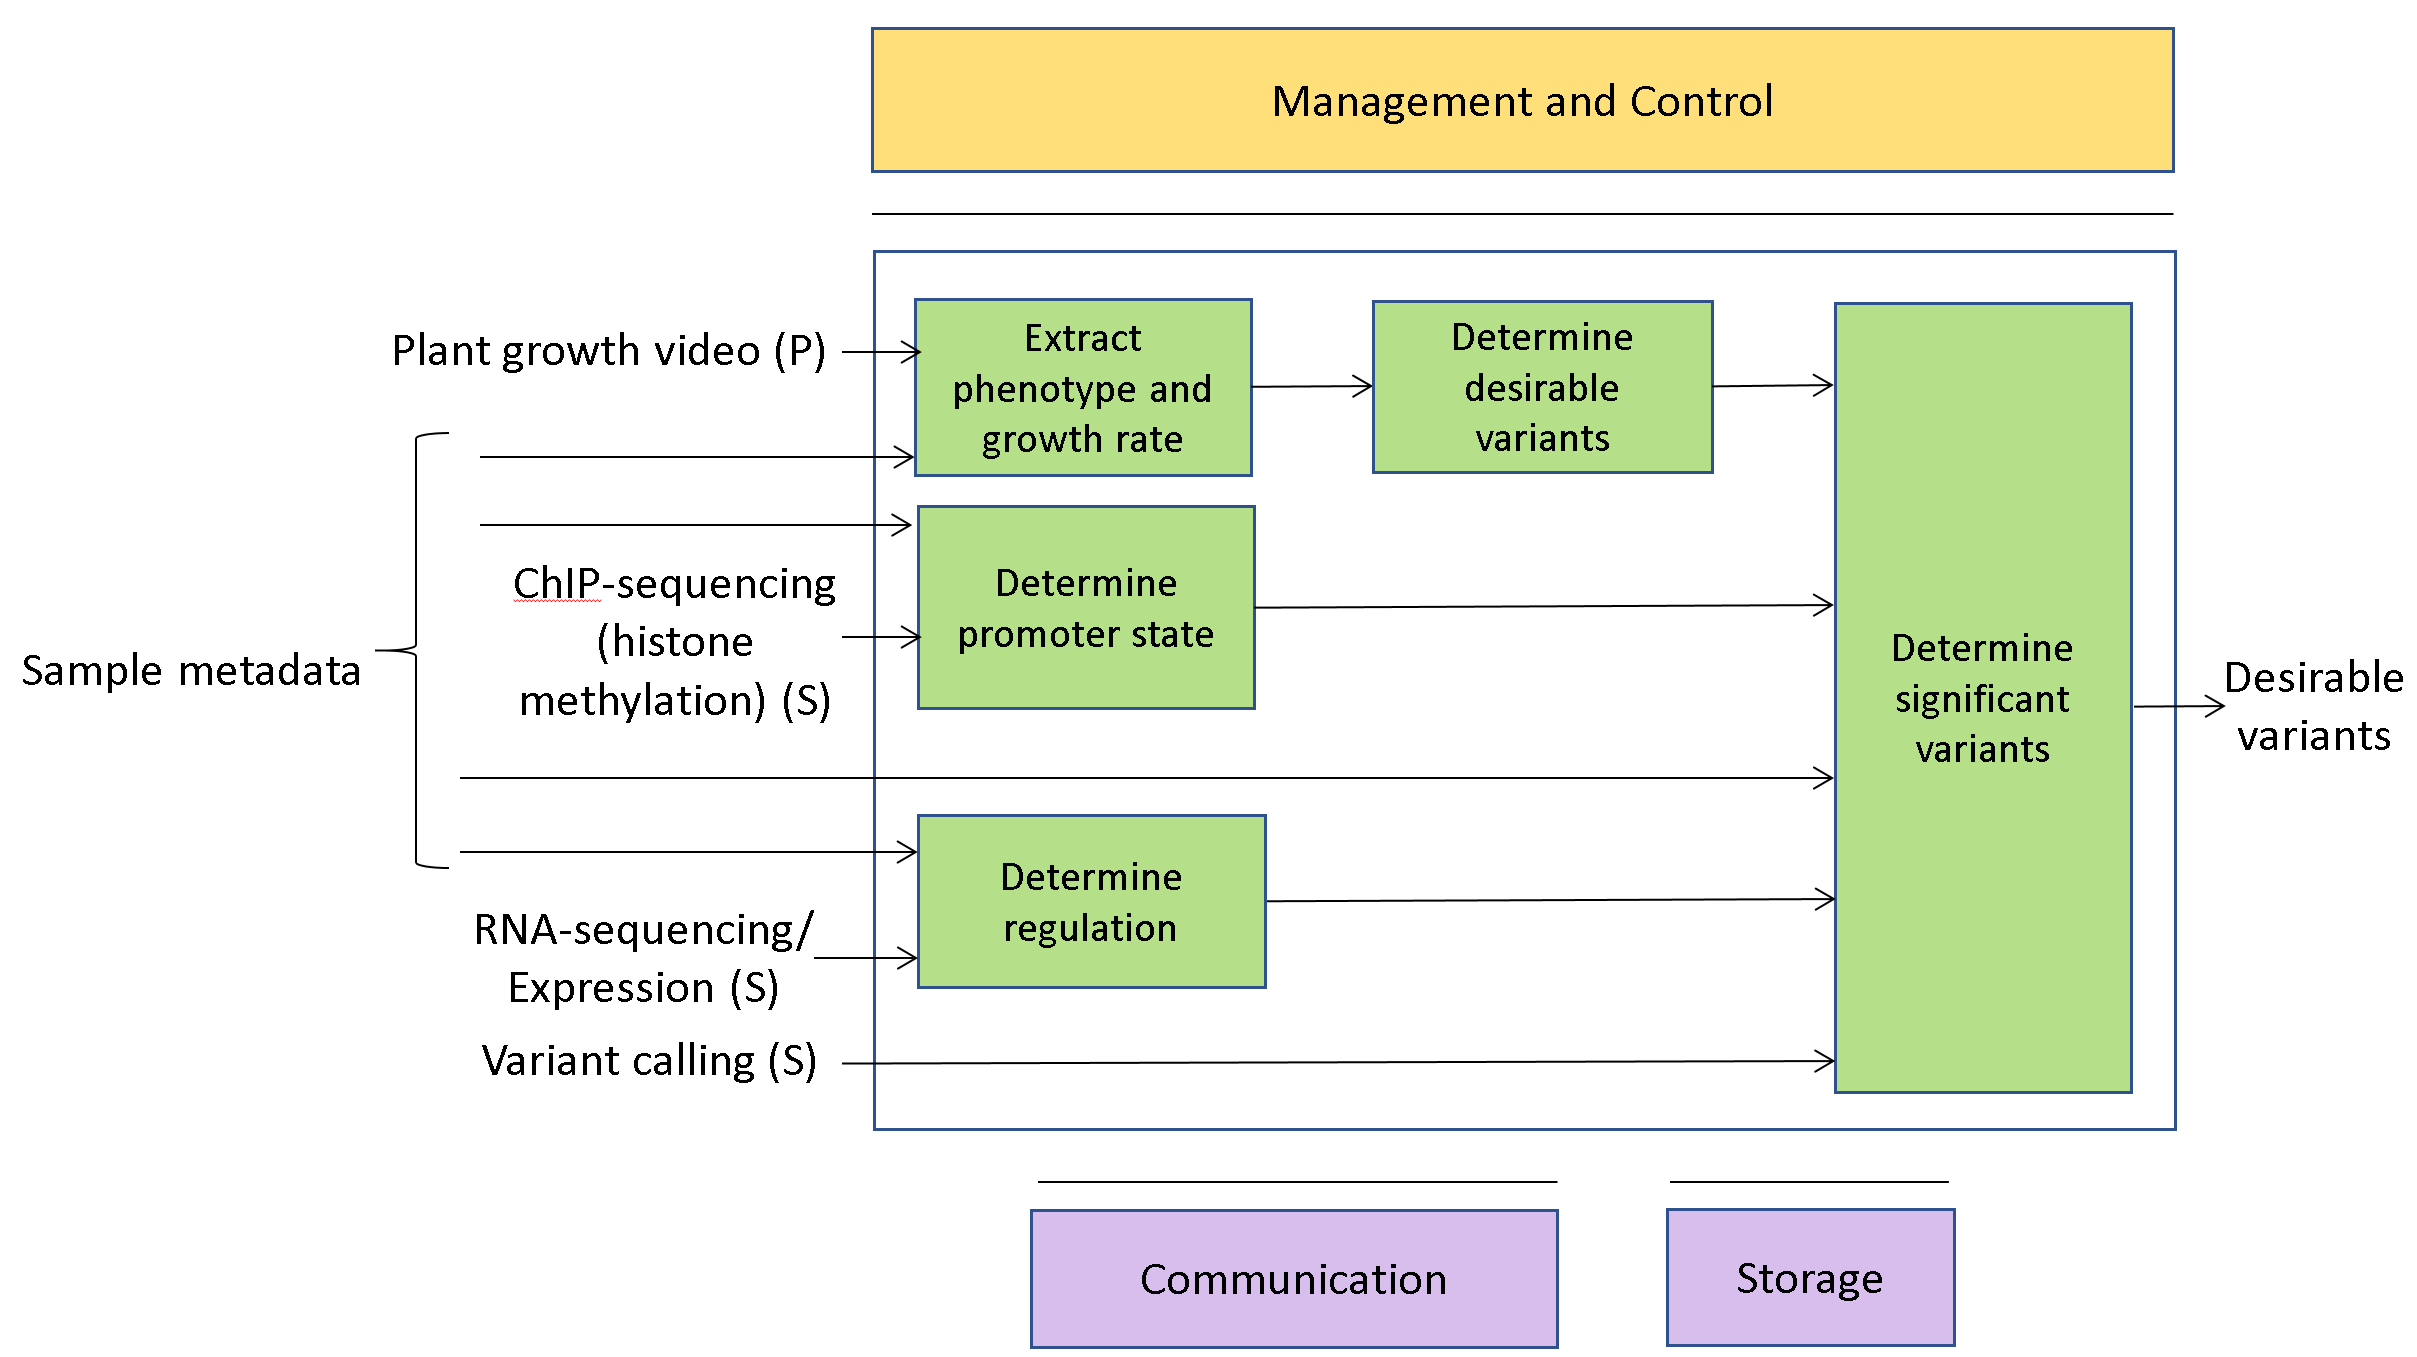 Management and Control
Plant growth video (P)
Extract
phenotype and
growth rate
Determine
desirable
variants
Sample metadata
ChIP-sequencing
(histone
methylation) (S)
Determine
promoter state
Determine
significant
variants
Desirable
variants
Determine
regulation
RNA-sequencing/
Expression (S)
Variant calling (S)
Communication
Storage